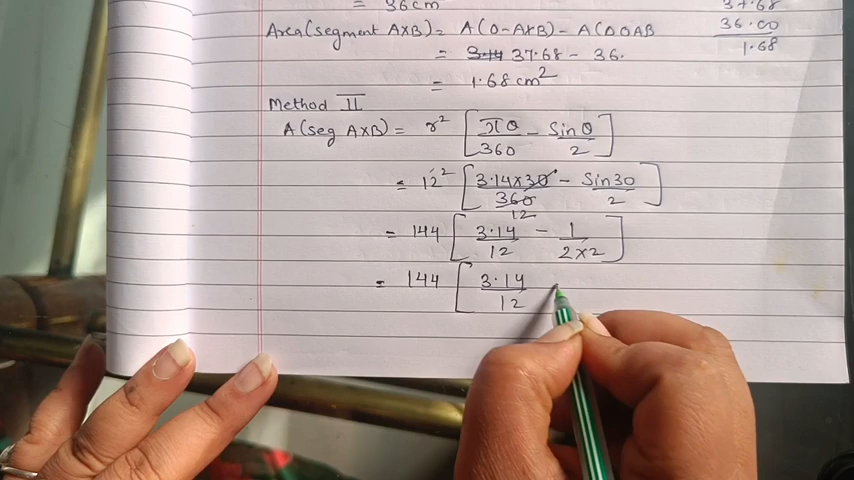 = 36cm
37.68
36.00
1.68
Area (segment AXB) = A(O-AXB) - A(△OAB
= 3.14 37.68 - 36.
= 1.68 cm²
Method II
A (seg AXB) = r² [πθ/360 - Sinθ/2]
= 12² [3.14×30/360 12 - Sin30/2]
= 144 [3.14/12 - 1/2×2]
= 144 [3.14/12